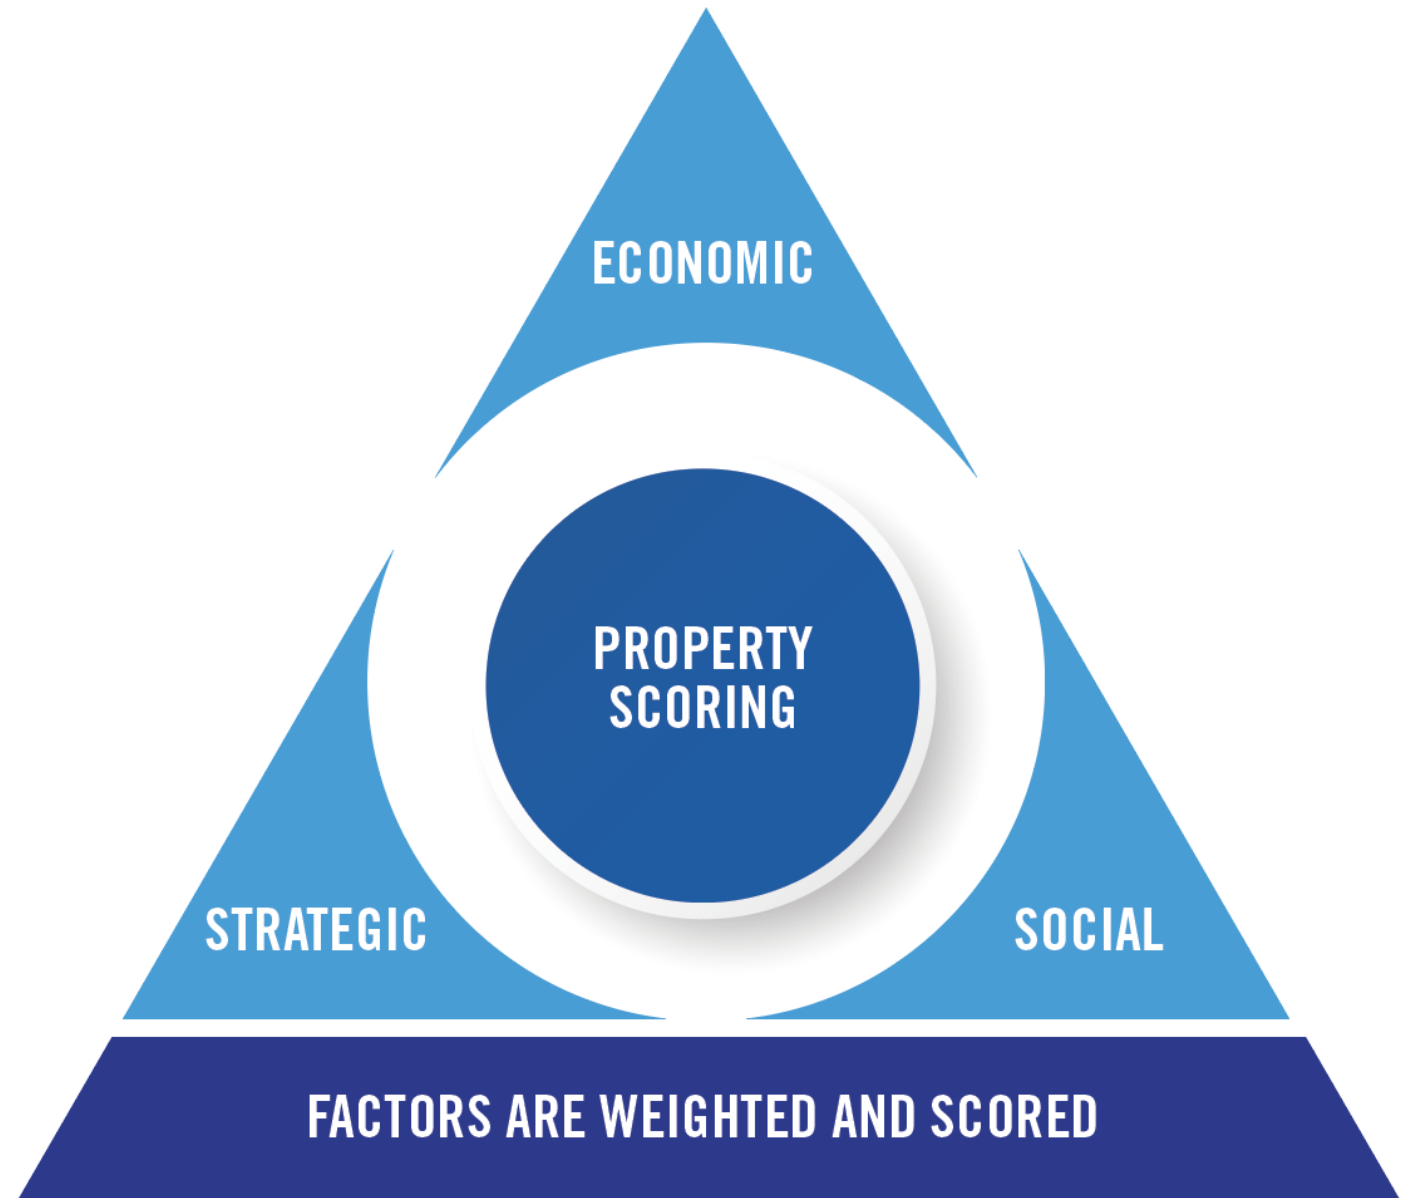 ECONOMIC
PROPERTY
SCORING
STRATEGIC
SOCIAL
FACTORS ARE WEIGHTED AND SCORED